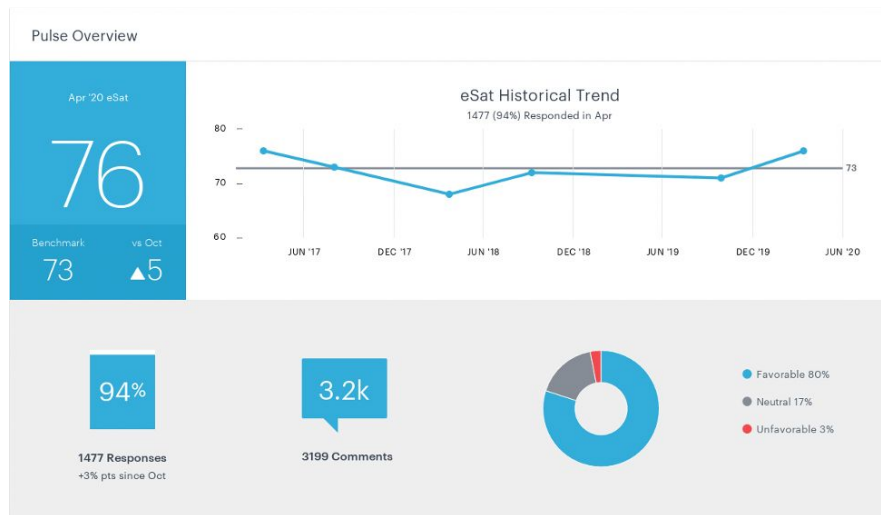 Pulse Overview
Apr '20 eSat
76
Benchmark
73
vs Oct
▲5
eSat Historical Trend
1477 (94%) Responded in Apr
80
70
60
73
JUN '17
DEC '17
JUN '18
DEC '18
JUN '19
DEC '19
JUN '20
94%
1477 Responses
+3% pts since Oct
3.2k
3199 Comments
Favorable 80%
Neutral 17%
Unfavorable 3%